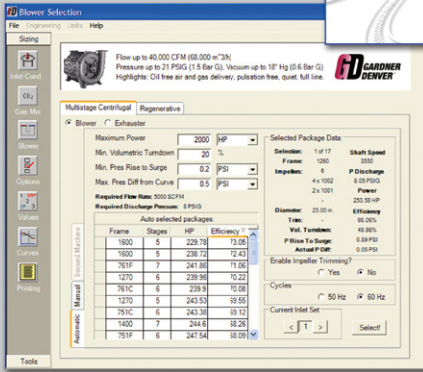 Blower Selection
File Engineering Units Help
Sizing
Inlet Cond.
CO₂
Gas Mix
Blower
Options
Values
Curves
Printing
Tools
Flow up to 40,000 CFM (68,000 m^3/h)
Pressure up to 21 PSIG (1.5 Bar G), Vacuum up to 18" Hg (0.6 Bar G)
Highlights: Oil free air and gas delivery, pulsation free, quiet, full line.
GARDNER
DENVER
Multistage Centrifugal Regenerative
Blower Exhauster
Maximum Power 2000 HP
Min. Volumetric Turndown 20 %
Min. Pres Rise to Surge 0.2 PSI
Max. Pres Diff from Curve 0.5 PSI
Required Flow Rate: 5000 SCFM
Required Discharge Pressure: 8 PSIG
Auto selected packages:
Frame Stages HP Efficiency
1600 5 229.78 73.05
1600 5 238.72 72.43
761F 7 241.86 71.06
1270 6 239.98 70.22
761C 6 239.9 70.08
1270 5 243.53 69.55
751C 6 243.38 69.12
1400 7 244.6 68.26
751F 6 247.54 68.09
Automatic Manual Second Machine
Selected Package Data:
Selection: 1 of 17 Shaft Speed
Frame: 1260 3550
Impellers: 6 P Discharge
4 x 1002 8.05 PSIG
2 x 1001 Power
- 253.58 HP
Diameter: 23.00 in. Efficiency
Trim: - 66.06%
Vol. Turndown: 49.98%
P Rise To Surge: 0.89 PSI
Actual P Diff: 0.05 PSI
Enable Impeller Trimming?
Yes No
Cycles
50 Hz 60 Hz
Current Inlet Set
< 1 > Select!